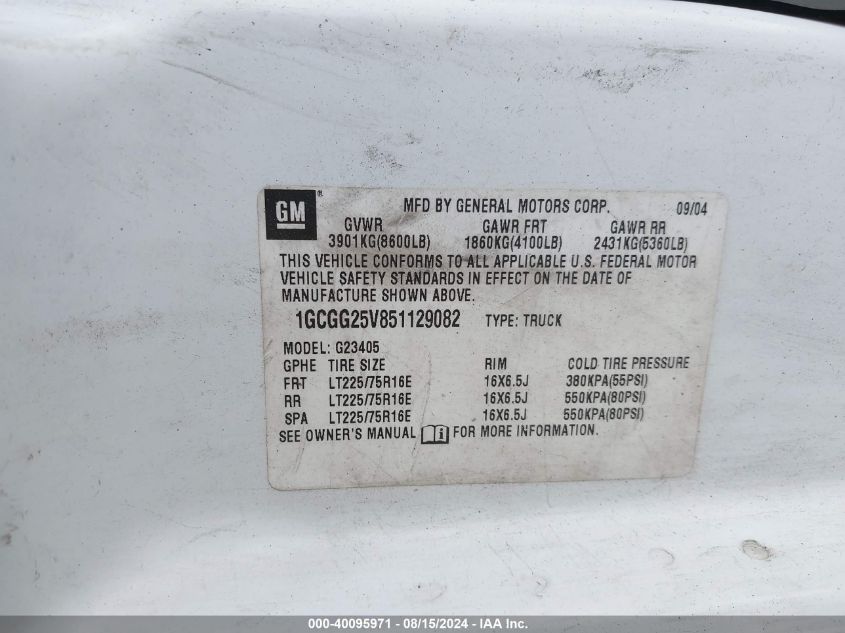 GM ® MFD BY GENERAL MOTORS CORP. 09/04
GVWR GAWR FRT GAWR RR
3901KG(8600LB) 1860KG(4100LB) 2431KG(5360LB)
THIS VEHICLE CONFORMS TO ALL APPLICABLE U.S. FEDERAL MOTOR
VEHICLE SAFETY STANDARDS IN EFFECT ON THE DATE OF
MANUFACTURE SHOWN ABOVE.
1GCGG25V851129082 TYPE: TRUCK
MODEL: G23405
GPHE TIRE SIZE RIM COLD TIRE PRESSURE
FRT LT225/75R16E 16X6.5J 380KPA(55PSI)
RR LT225/75R16E 16X6.5J 550KPA(80PSI)
SPA LT225/75R16E 16X6.5J 550KPA(80PSI)
SEE OWNER'S MANUAL i FOR MORE INFORMATION.
000-40095971 - 08/15/2024 - IAA Inc.